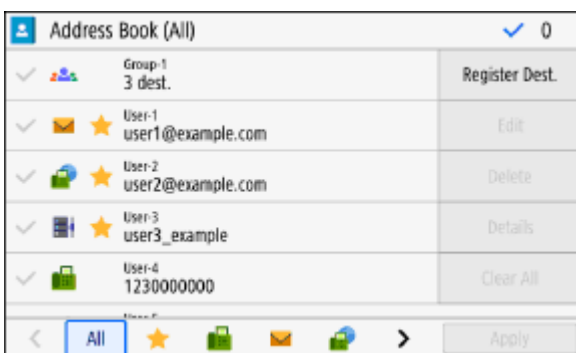 Address Book (All)
0
Group-1
3 dest.
Register Dest.
User-1
user1@example.com
Edit
User-2
user2@example.com
Delete
User-3
user3_example
Details
User-4
1230000000
Clear All
All
Apply